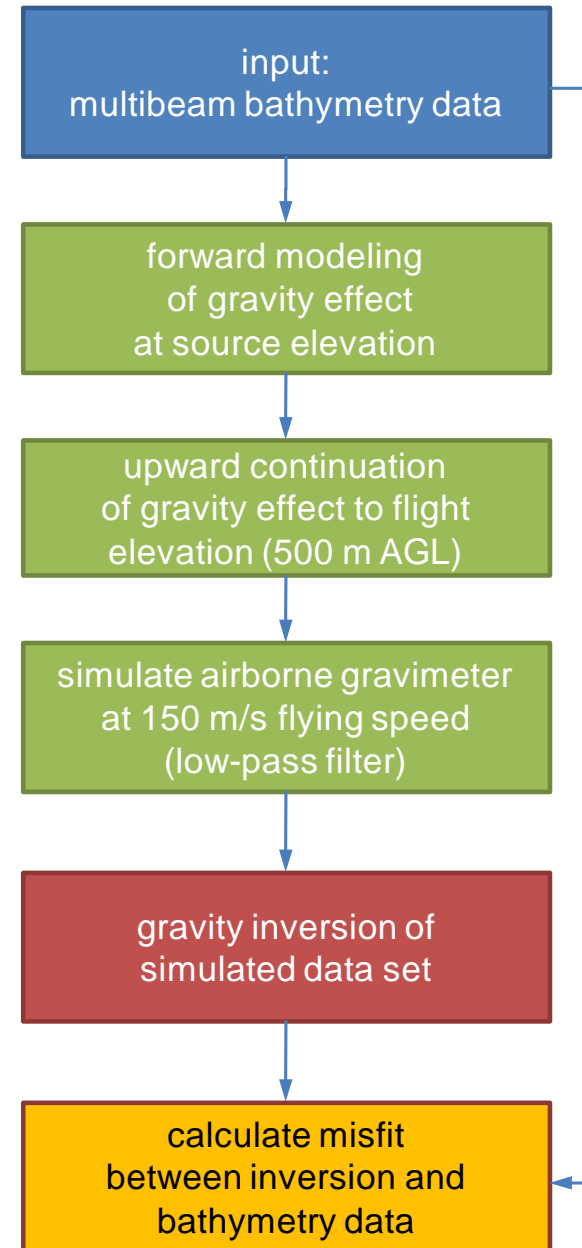 input:
multibeam bathymetry data
forward modeling
of gravity effect
at source elevation
upward continuation
of gravity effect to flight
elevation (500 m AGL)
simulate airborne gravimeter
at 150 m/s flying speed
(low-pass filter)
gravity inversion of
simulated data set
calculate misfit
between inversion and
bathymetry data